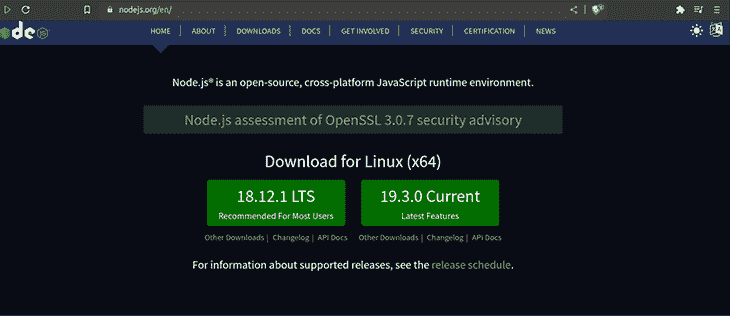 nodejs.org/en/
de JS
HOME | ABOUT | DOWNLOADS | DOCS | GET INVOLVED | SECURITY | CERTIFICATION | NEWS
Node.js® is an open-source, cross-platform JavaScript runtime environment.
Node.js assessment of OpenSSL 3.0.7 security advisory
Download for Linux (x64)
18.12.1 LTS
Recommended For Most Users
19.3.0 Current
Latest Features
Other Downloads | Changelog | API Docs
Other Downloads | Changelog | API Docs
For information about supported releases, see the release schedule.